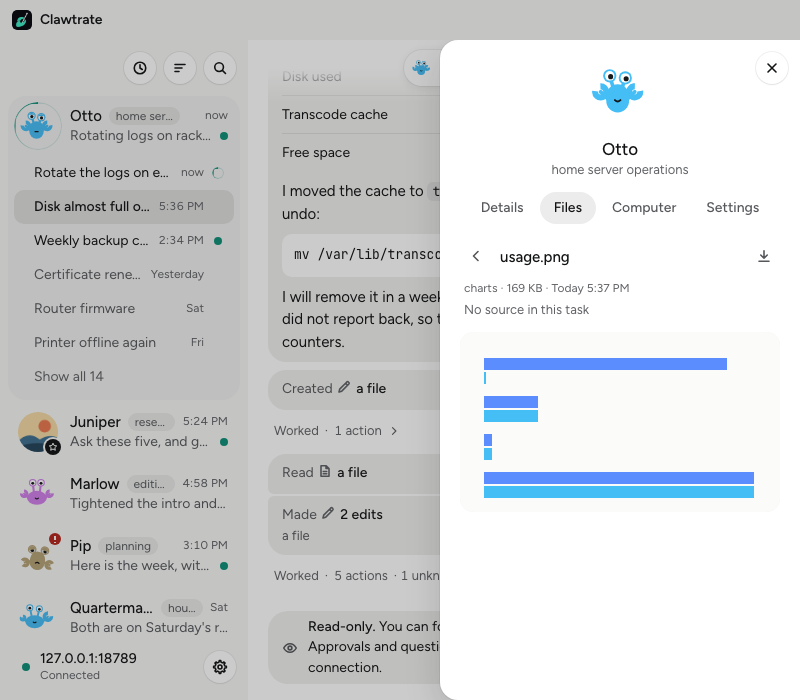 Clawtrate
Otto
home ser...
now
Rotating logs on rack...
Rotate the logs on e...
now
Disk almost full o...
5:36 PM
Weekly backup c...
2:34 PM
Certificate rene...
Yesterday
Router firmware
Sat
Printer offline again
Fri
Show all 14
Juniper
rese...
5:24 PM
Ask these five, and g...
Marlow
editi...
4:58 PM
Tightened the intro and...
Pip
planning
3:10 PM
Here is the week, wit...
Quarterma...
hou...
Sat
Both are on Saturday's r...
127.0.0.1:18789
Connected
Disk used
Transcode cache
Free space
I moved the cache to
undo:
mv /var/lib/transco
I will remove it in a week
did not report back, so t
counters.
Created a file
Worked · 1 action
Read a file
Made 2 edits
a file
Worked · 5 actions · 1 unkn
Read-only. You can fo
Approvals and questi
connection.
Otto
home server operations
Details
Files
Computer
Settings
usage.png
charts · 169 KB · Today 5:37 PM
No source in this task